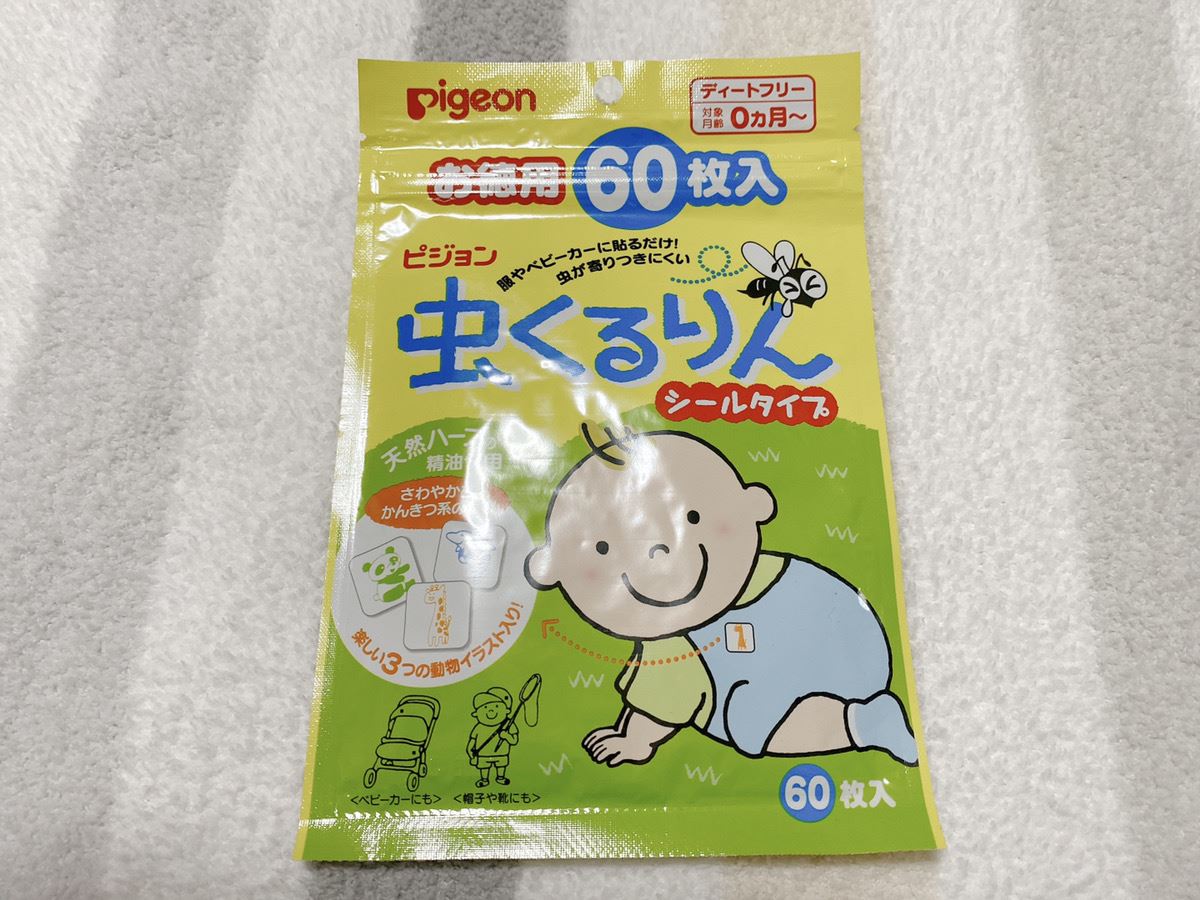 Pigeon
ディートフリー
対象月齢 0ヵ月〜
お徳用 60枚入
ピジョン
服やベビーカーに貼るだけ!
虫が寄りつきにくい
虫くるりん
シールタイプ
天然ハーブの
精油 用
さわやかな
かんきつ系の
楽しい3つの動物イラスト入り!
<ベビーカーにも> <帽子や靴にも>
60枚入